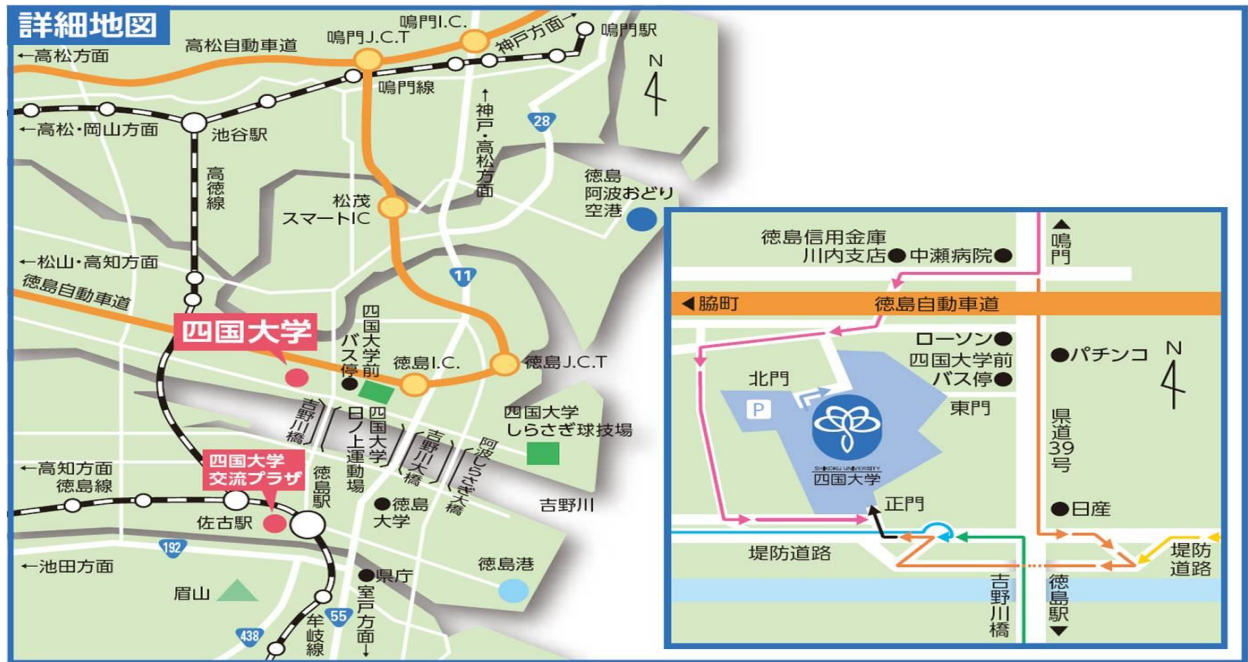 詳細地図
←高松方面
高松自動車道
鳴門J.C.T
鳴門I.C.
神戸方面→
鳴門駅
N
鳴門線
←高松・岡山方面
池谷駅
高徳線
←神戸・高松方面
28
松茂
スマートIC
徳島
阿波おどり
空港
←松山・高知方面
徳島自動車道
11
四国大学
四国大学前
バス停
徳島I.C.
徳島J.C.T
吉野川橋
四国大学
日ノ上運動場
吉野川大橋
阿波しらさぎ大橋
四国大学
しらさぎ球技場
←高知方面
徳島線
四国大学
交流プラザ
徳島駅
徳島
大学
吉野川
佐古駅
192
←池田方面
眉山
県庁
徳島港
438
55
牟岐線
室戸方面→
徳島信用金庫
川内支店
中瀬病院
▲鳴門
◀脇町
徳島自動車道
ローソン
四国大学前
バス停
パチンコ
N
北門
P
東門
SHIKOKU UNIVERSITY
四国大学
県道39号
正門
日産
堤防道路
堤防
道路
吉野川橋
徳島駅▼